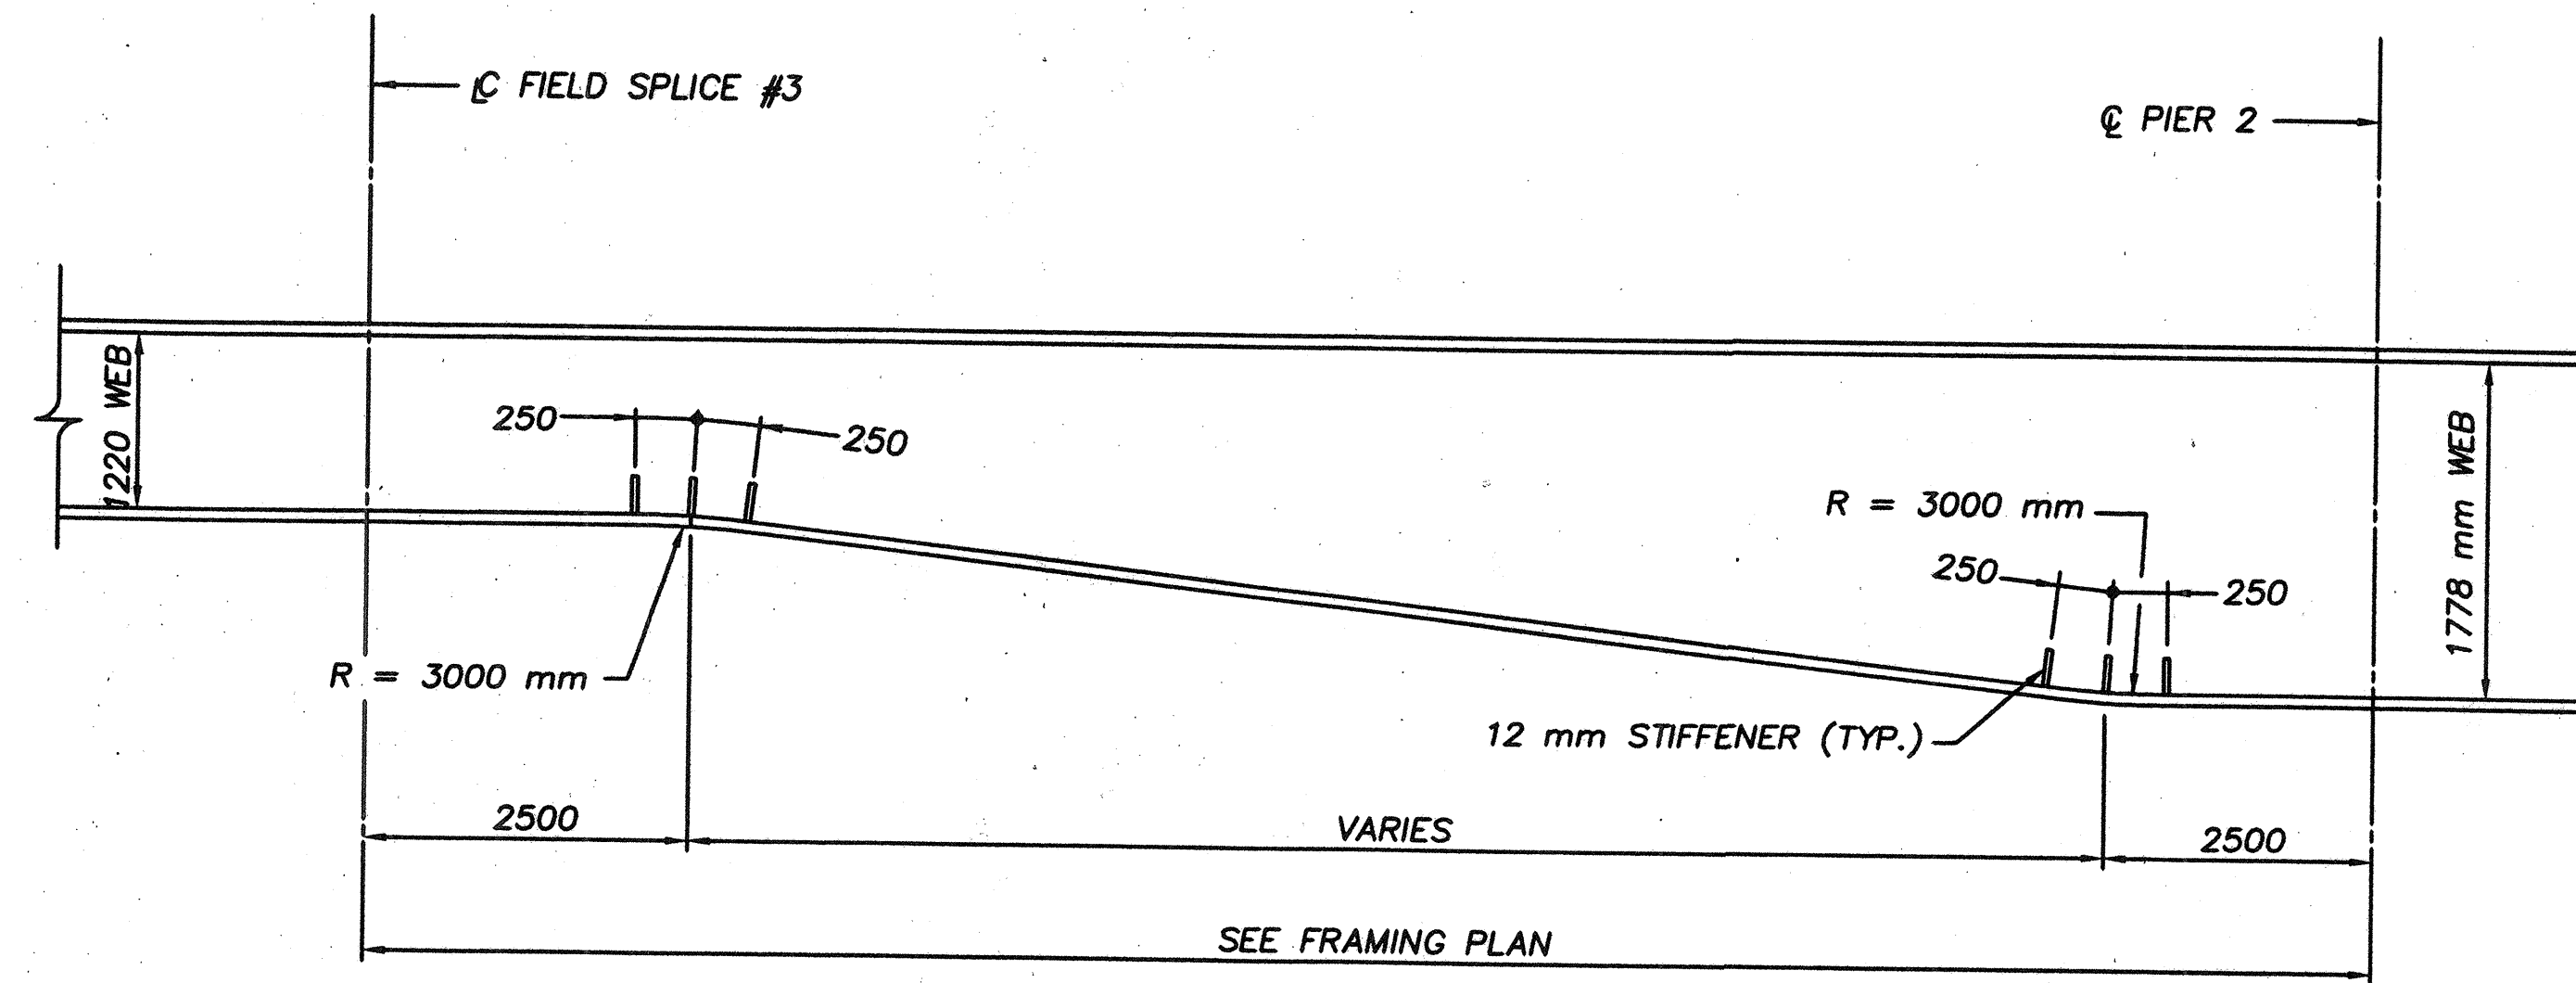 ℄ FIELD SPLICE #3
℄ PIER 2
1220 WEB
250
250
R = 3000 mm
250
250
1778 mm WEB
R = 3000 mm
12 mm STIFFENER (TYP.)
2500
VARIES
2500
SEE FRAMING PLAN